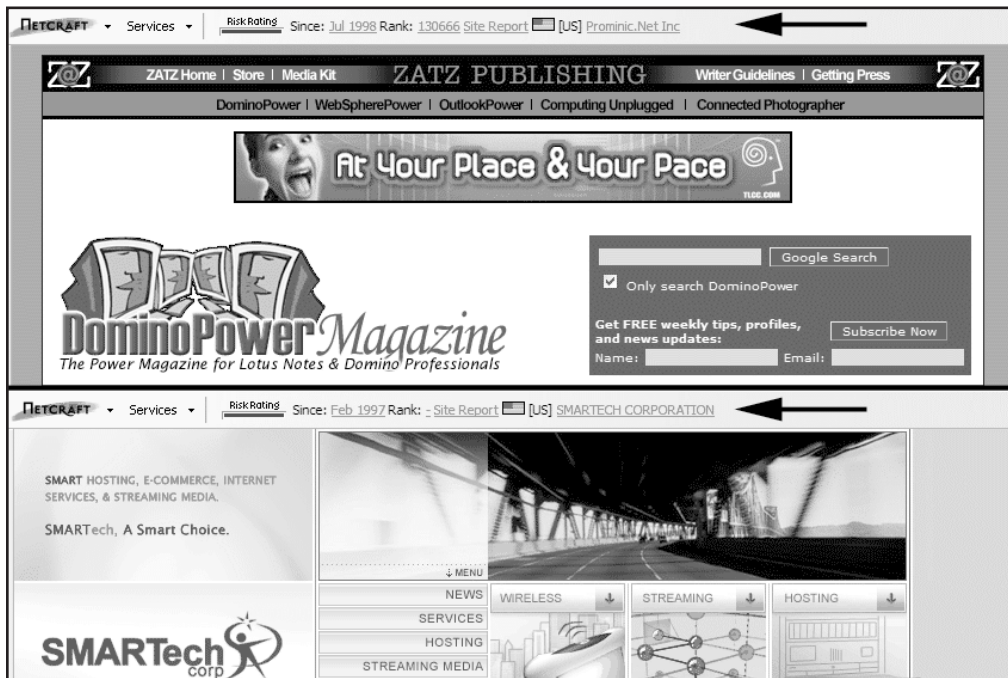 NETCRAFT Services Risk Rating Since: Jul 1998 Rank: 130666 Site Report [US] Prominic.Net Inc
Z@Z ZATZ Home | Store | Media Kit ZATZ PUBLISHING Writer Guidelines | Getting Press Z@Z
DominoPower | WebSpherePower | OutlookPower | Computing Unplugged | Connected Photographer
At Your Place & Your Pace
TLCC.COM
Google Search
Only search DominoPower
DominoPower Magazine
The Power Magazine for Lotus Notes & Domino Professionals
Get FREE weekly tips, profiles,
and news updates:
Subscribe Now
Name: Email:
NETCRAFT Services Risk Rating Since: Feb 1997 Rank: - Site Report [US] SMARTECH CORPORATION
SMART HOSTING, E-COMMERCE, INTERNET
SERVICES, & STREAMING MEDIA.
SMARTech, A Smart Choice.
MENU
NEWS
SERVICES
HOSTING
STREAMING MEDIA
WIRELESS
STREAMING
HOSTING
SMARTech
corp